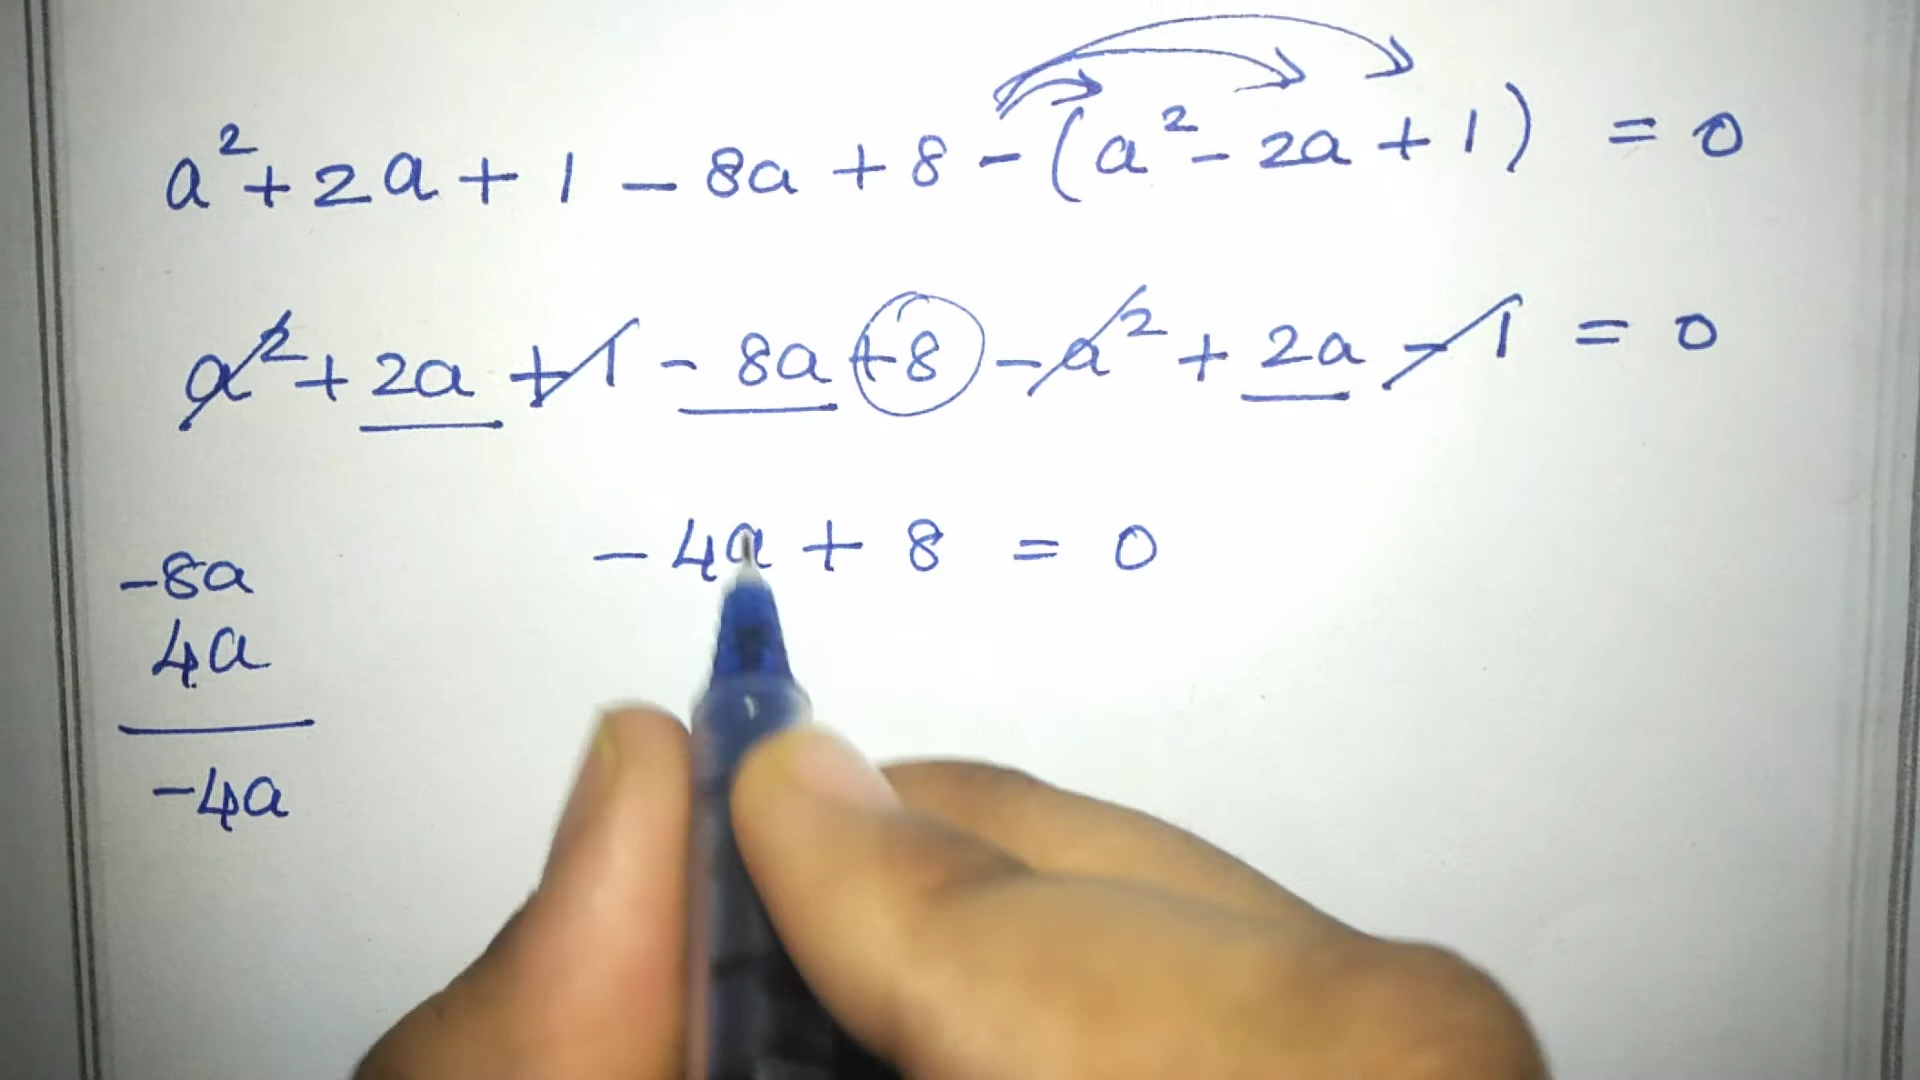 a² + 2a + 1 - 8a + 8 - (a² - 2a + 1) = 0
a² + 2a + 1 - 8a + 8 - a² + 2a - 1 = 0
- 4a + 8 = 0
-8a
4a
-4a